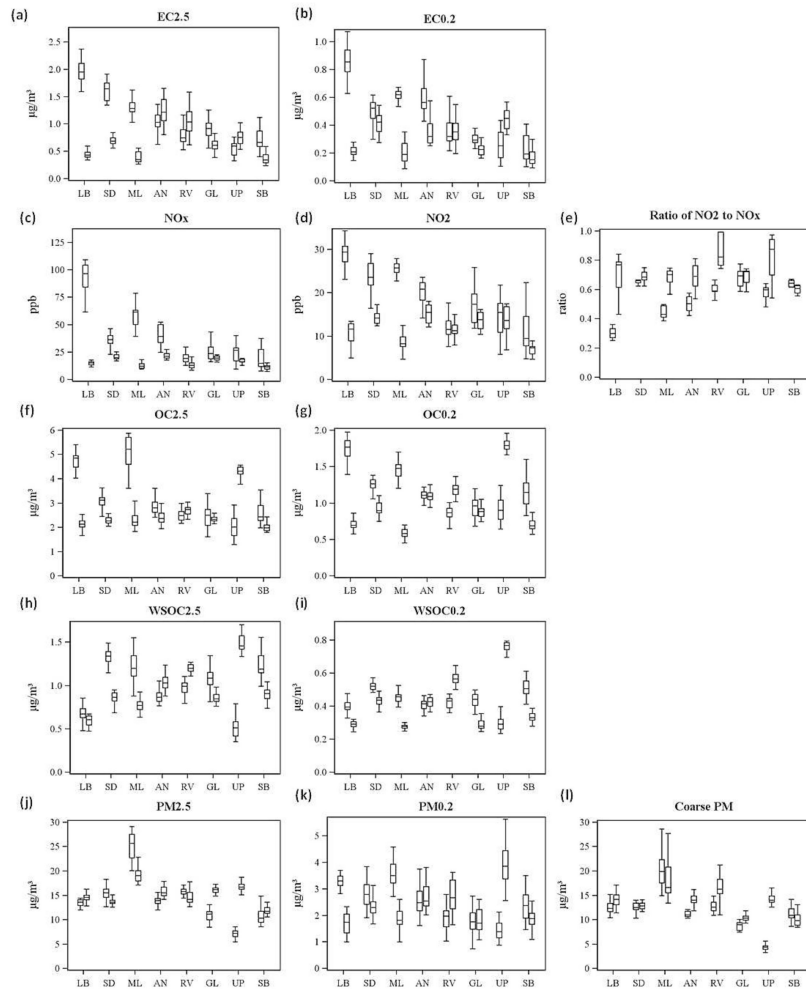 (a) EC2.5
2.5
2.0
1.5
1.0
0.5
0.0
µg/m³
LB SD ML AN RV GL UP SB
(b) EC0.2
1.0
0.8
0.6
0.4
0.2
0.0
µg/m³
LB SD ML AN RV GL UP SB
(c) NOx
125
100
75
50
25
0
ppb
LB SD ML AN RV GL UP SB
(d) NO2
30
20
10
0
ppb
LB SD ML AN RV GL UP SB
(e) Ratio of NO2 to NOx
1.0
0.8
0.6
0.4
0.2
0.0
ratio
LB SD ML AN RV GL UP SB
(f) OC2.5
6
5
4
3
2
1
0
µg/m³
LB SD ML AN RV GL UP SB
(g) OC0.2
2.0
1.5
1.0
0.5
0.0
µg/m³
LB SD ML AN RV GL UP SB
(h) WSOC2.5
1.5
1.0
0.5
0.0
µg/m³
LB SD ML AN RV GL UP SB
(i) WSOC0.2
0.8
0.6
0.4
0.2
0.0
µg/m³
LB SD ML AN RV GL UP SB
(j) PM2.5
30
25
20
15
10
5
0
µg/m³
LB SD ML AN RV GL UP SB
(k) PM0.2
5
4
3
2
1
0
µg/m³
LB SD ML AN RV GL UP SB
(l) Coarse PM
30
25
20
15
10
5
0
µg/m³
LB SD ML AN RV GL UP SB